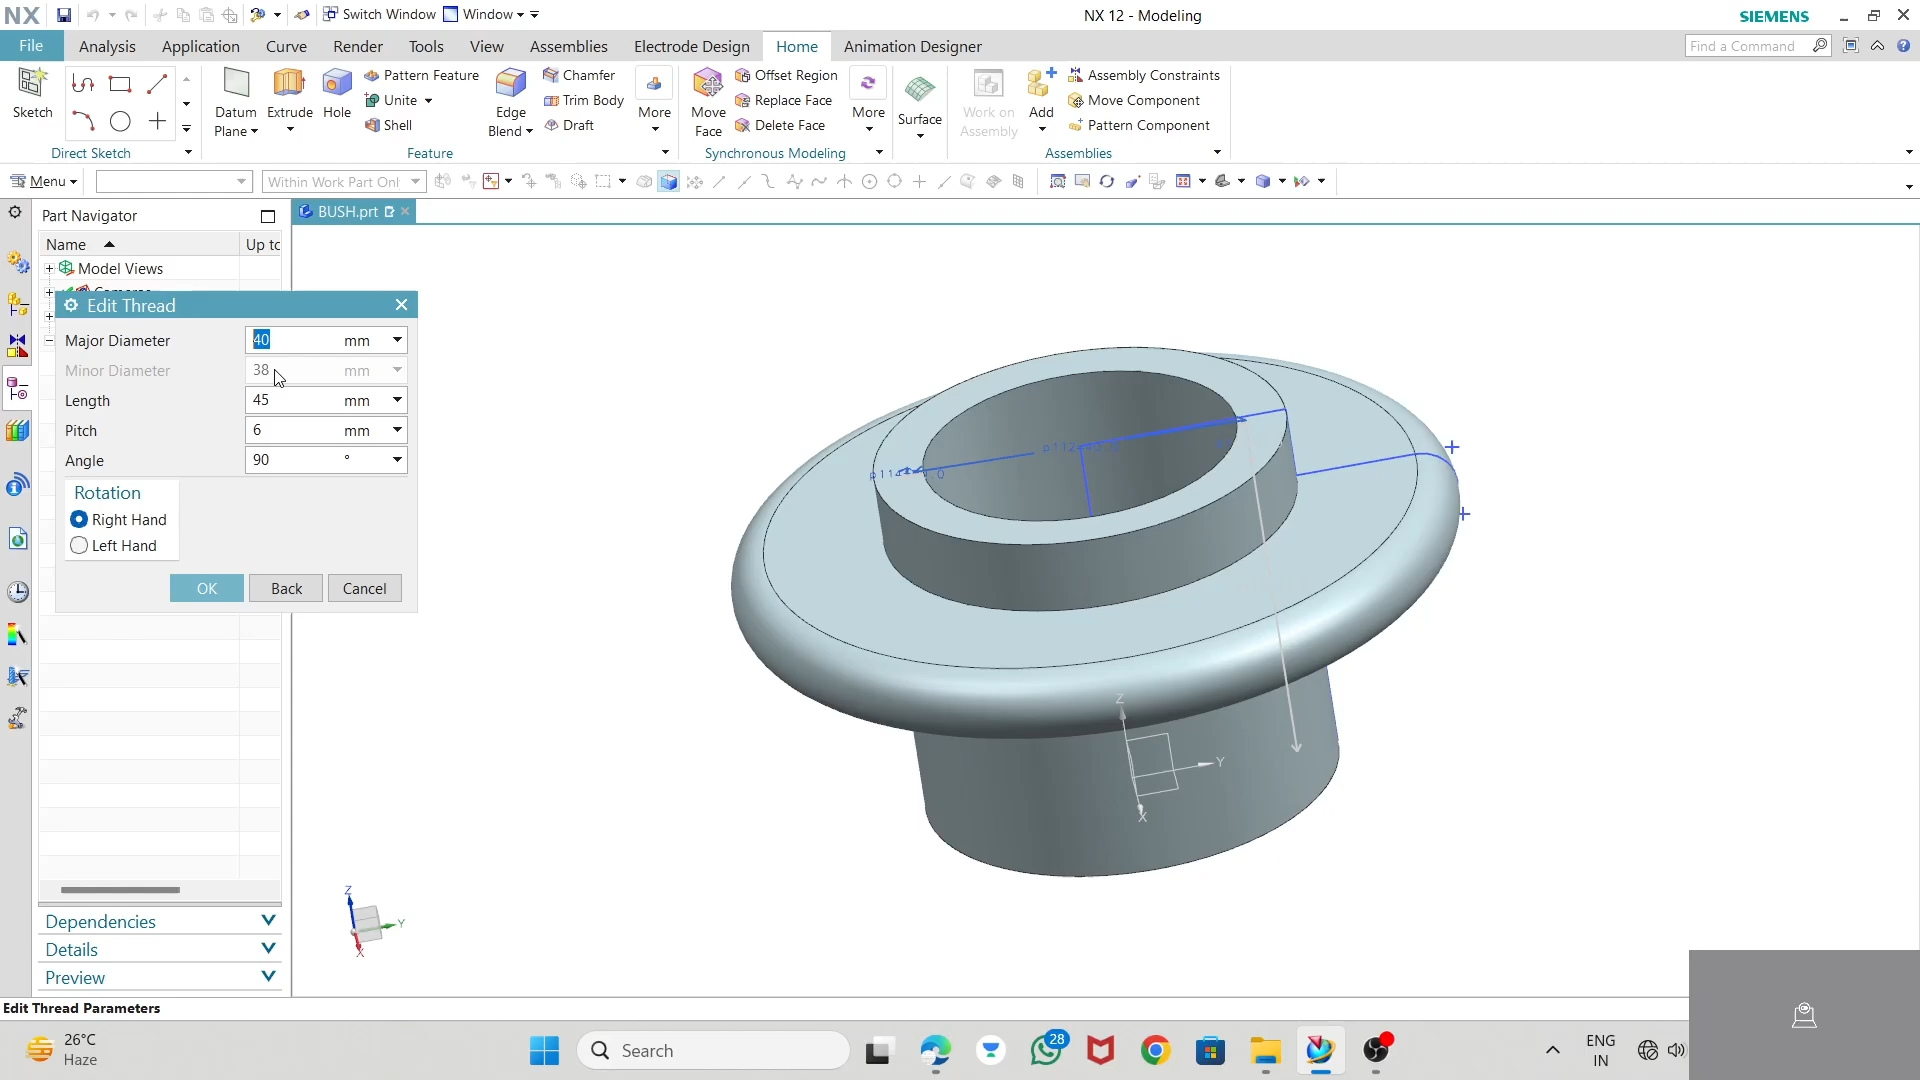 NX
Switch Window
Window
NX 12 - Modeling
SIEMENS
File
Analysis
Application
Curve
Render
Tools
View
Assemblies
Electrode Design
Home
Animation Designer
Find a Command
Sketch
Datum Plane
Extrude
Hole
Pattern Feature
Unite
Shell
Edge Blend
Chamfer
Trim Body
Draft
More
Move Face
Offset Region
Replace Face
Delete Face
More
Surface
Work on Assembly
Add
Assembly Constraints
Move Component
Pattern Component
Direct Sketch
Feature
Synchronous Modeling
Assemblies
Menu
Within Work Part Only
Part Navigator
BUSH.prt
Name
Up to
Model Views
Edit Thread
Major Diameter
40
mm
Minor Diameter
38
mm
Length
45
mm
Pitch
6
mm
Angle
90
°
Rotation
Right Hand
Left Hand
OK
Back
Cancel
Z
Y
X
Z
Y
X
Dependencies
Details
Preview
Edit Thread Parameters
26°C
Haze
Search
28
ENG
IN